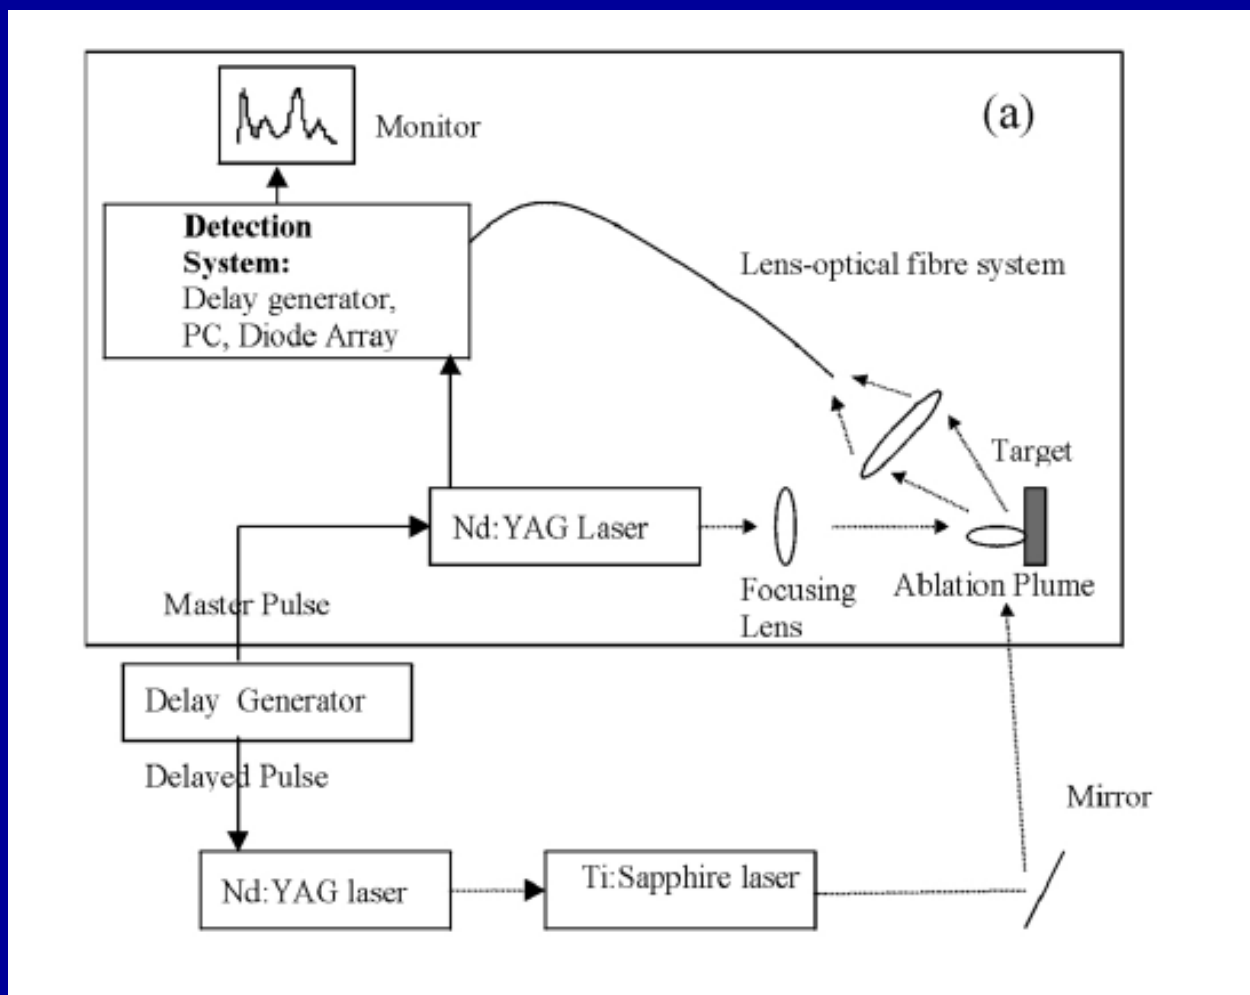 (a)
Monitor
Detection
System:
Delay generator,
PC, Diode Array
Lens-optical fibre system
Target
Nd:YAG Laser
Focusing
Lens
Ablation Plume
Master Pulse
Delay Generator
Delayed Pulse
Mirror
Nd:YAG laser
Ti:Sapphire laser